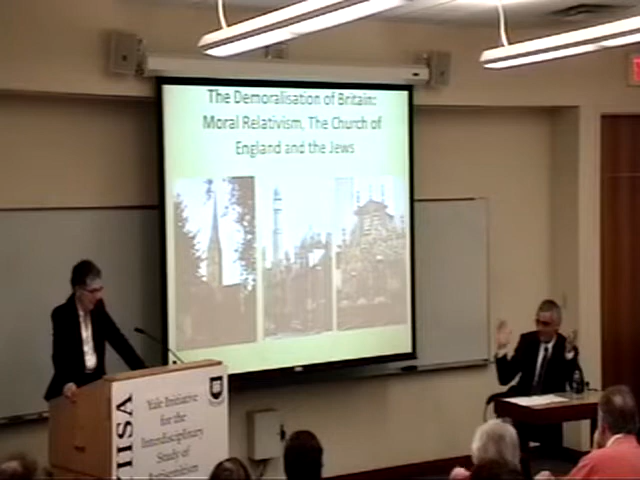 The Demoralisation of Britain:
Moral Relativism, The Church of
England and the Jews
YIISA
Yale Initiative
for the
Interdisciplinary
Study of
Antisemitism